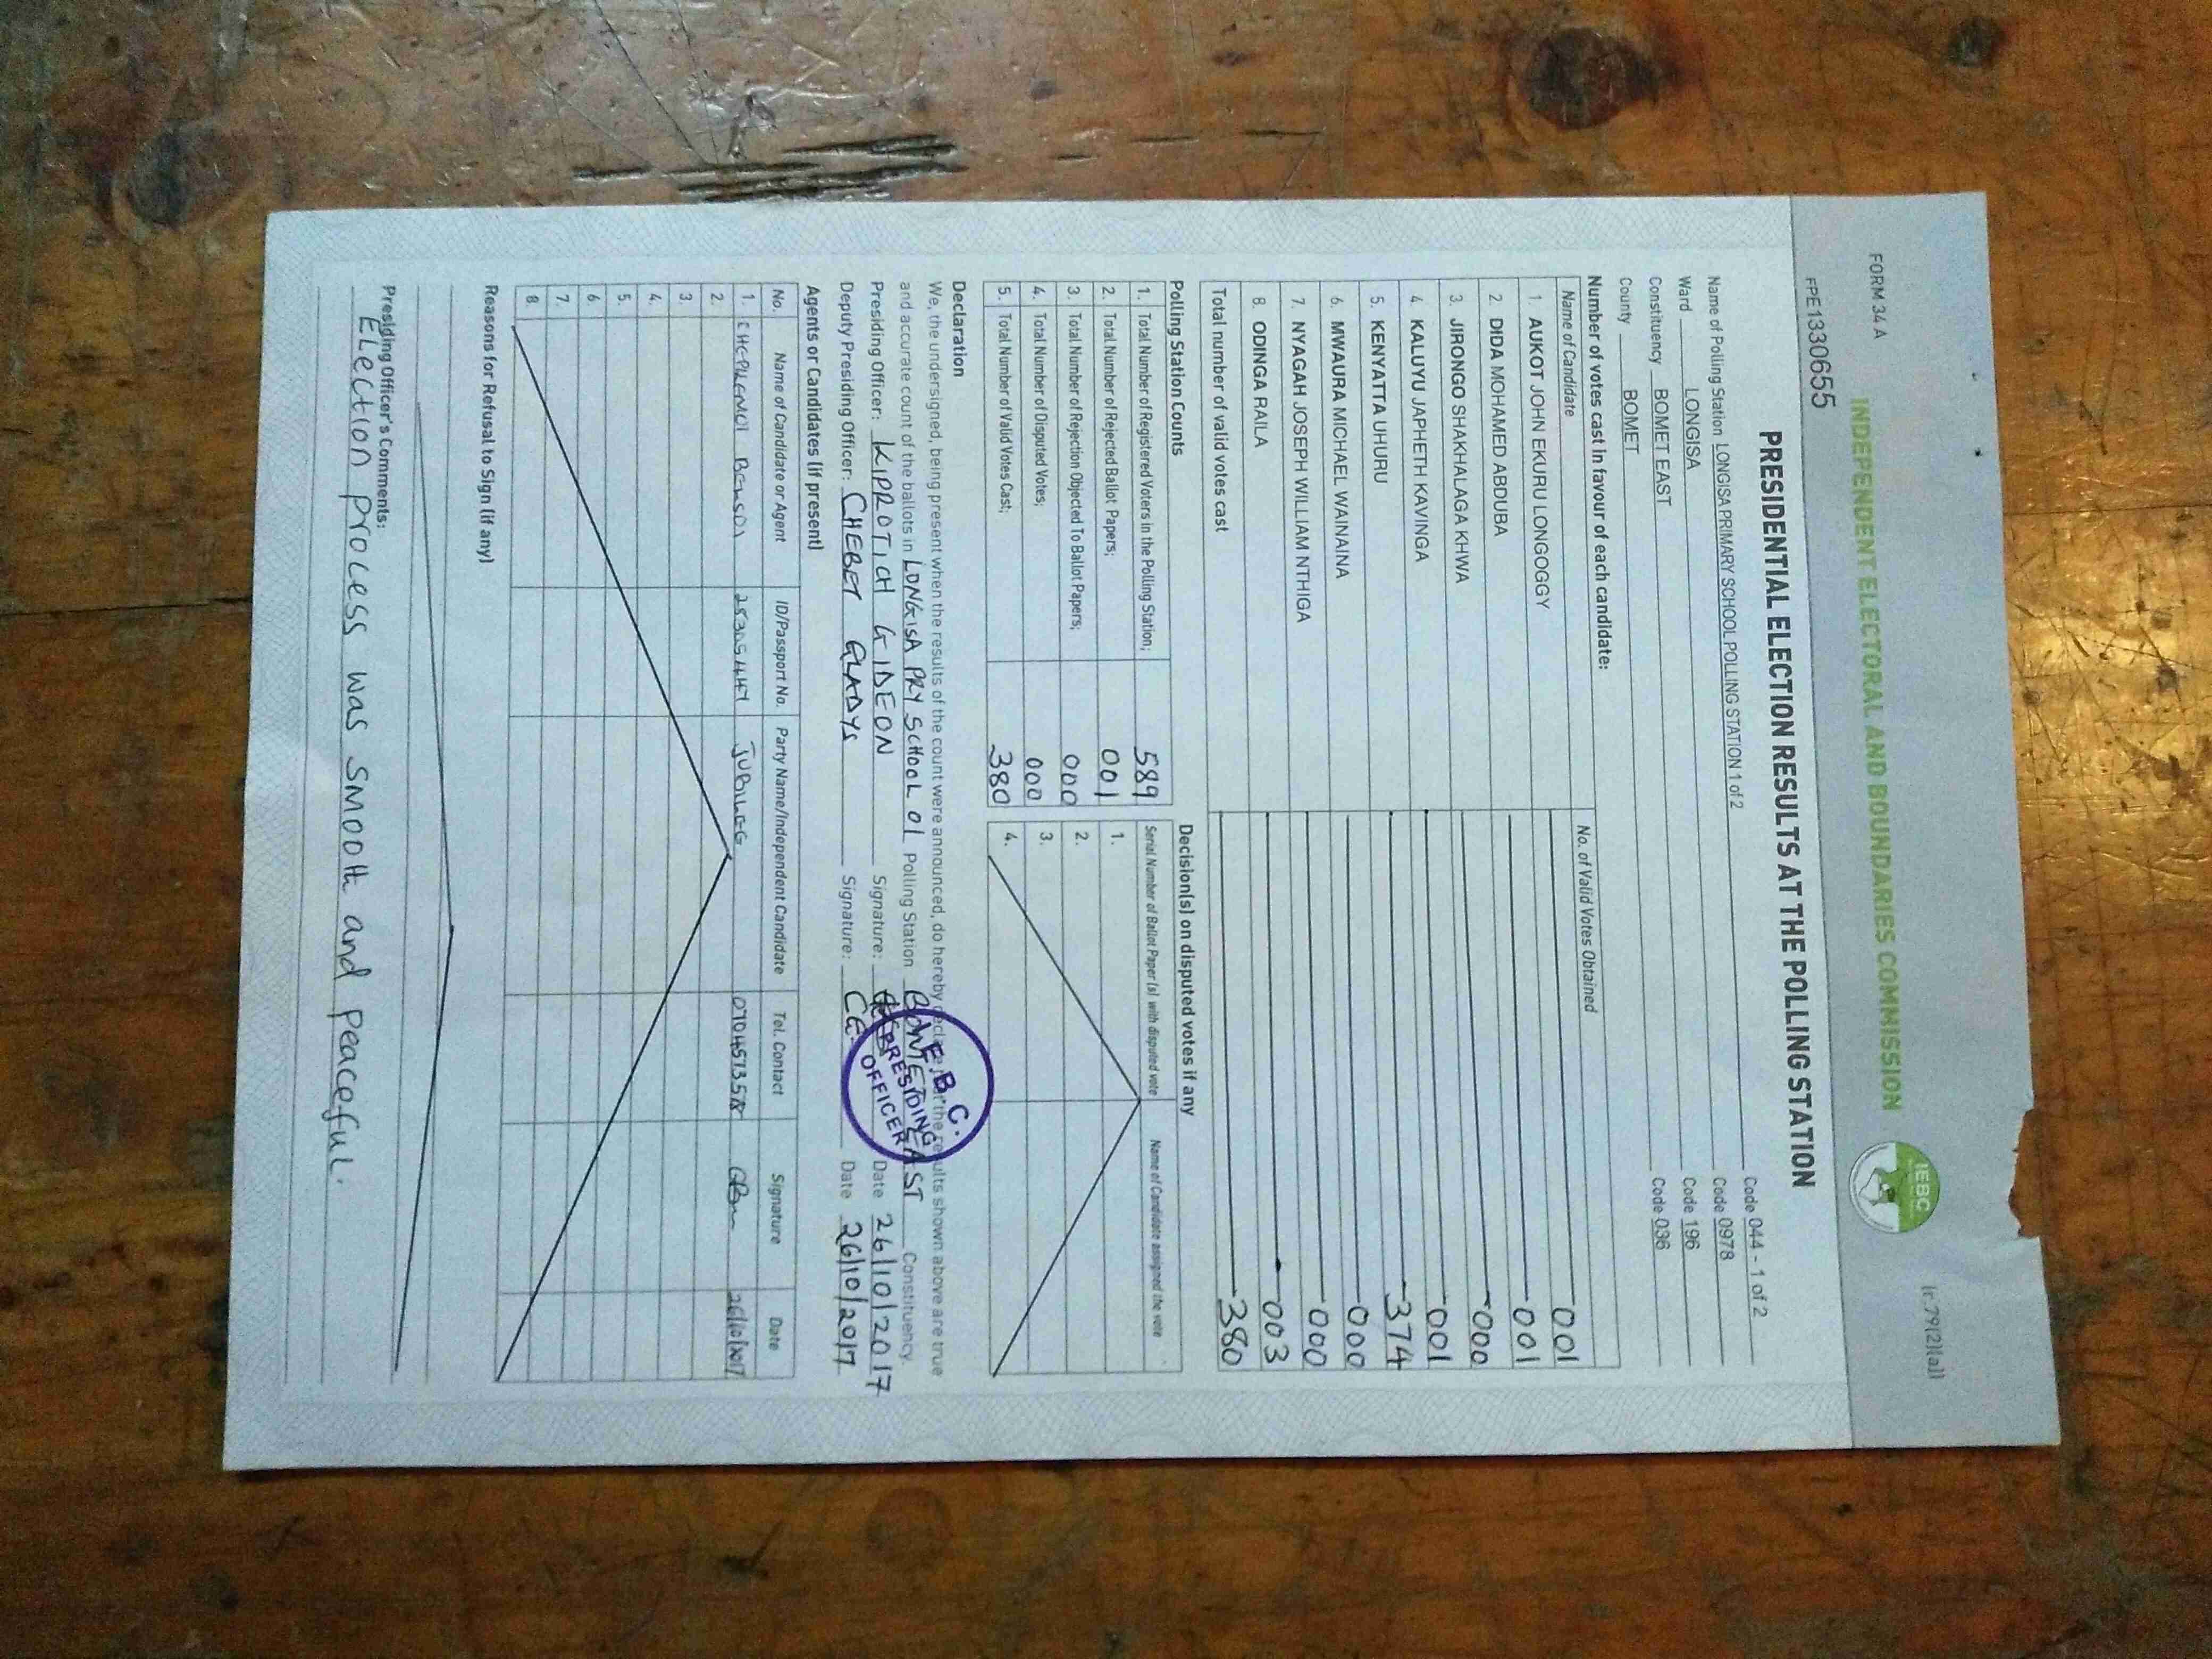 FORM 34 A
(r.79(2)(a))
INDEPENDENT ELECTORAL AND BOUNDARIES COMMISSION
IEBC
FPE1330655
PRESIDENTIAL ELECTION RESULTS AT THE POLLING STATION
Name of Polling Station LONGISA PRIMARY SCHOOL POLLING STATION 1 of 2 Code 044 - 1 of 2
Ward LONGISA Code 0978
Constituency BOMET EAST Code 196
County BOMET Code 036
Number of votes cast in favour of each candidate:
Name of Candidate No. of Valid Votes Obtained
1. AUKOT JOHN EKURU LONGOGGY 001
2. DIDA MOHAMED ABDUBA 001
3. JIRONGO SHAKHALAGA KHWA 000
4 KALUYU JAPHETH KAVINGA 001
5. KENYATTA UHURU 374
6. MWAURA MICHAEL WAINAINA 000
7. NYAGAH JOSEPH WILLIAM NTHIGA 000
8. ODINGA RAILA 003
Total number of valid votes cast 380
Polling Station Counts
1. Total Number of Registered Voters in the Polling Station; 589
2. Total Number of Rejected Ballot Papers; 001
3. Total Number of Rejection Objected To Ballot Papers; 000
4. Total Number of Disputed Votes; 000
5. Total Number of Valid Votes Cast; 380
Decision(s) on disputed votes if any
Serial Number of Ballot Paper (s) with disputed vote Name of Candidate assigned the vote
1.
2.
3.
4.
Declaration
We, the undersigned, being present when the results of the count were announced, do hereby declare that the results shown above are true
and accurate count of the ballots in LONGISA PRY SCHOOL 01 Polling Station BOMET EAST Constituency.
Presiding Officer: KIPROTICH GIDEON Signature: Date 26/10/2017
Deputy Presiding Officer: CHEBET GLADYS Signature: Date 26/10/2017
PRESIDING
OFFICER
Agents or Candidates (if present)
No. Name of Candidate or Agent ID/Passport No. Party Name/Independent Candidate Tel. Contact Signature Date
1. JUBILEE 26/10/2017
2.
3.
4.
5.
6.
7.
8.
Reasons for Refusal to Sign (if any)
Presiding Officer's Comments:
Election process was smooth and peaceful.